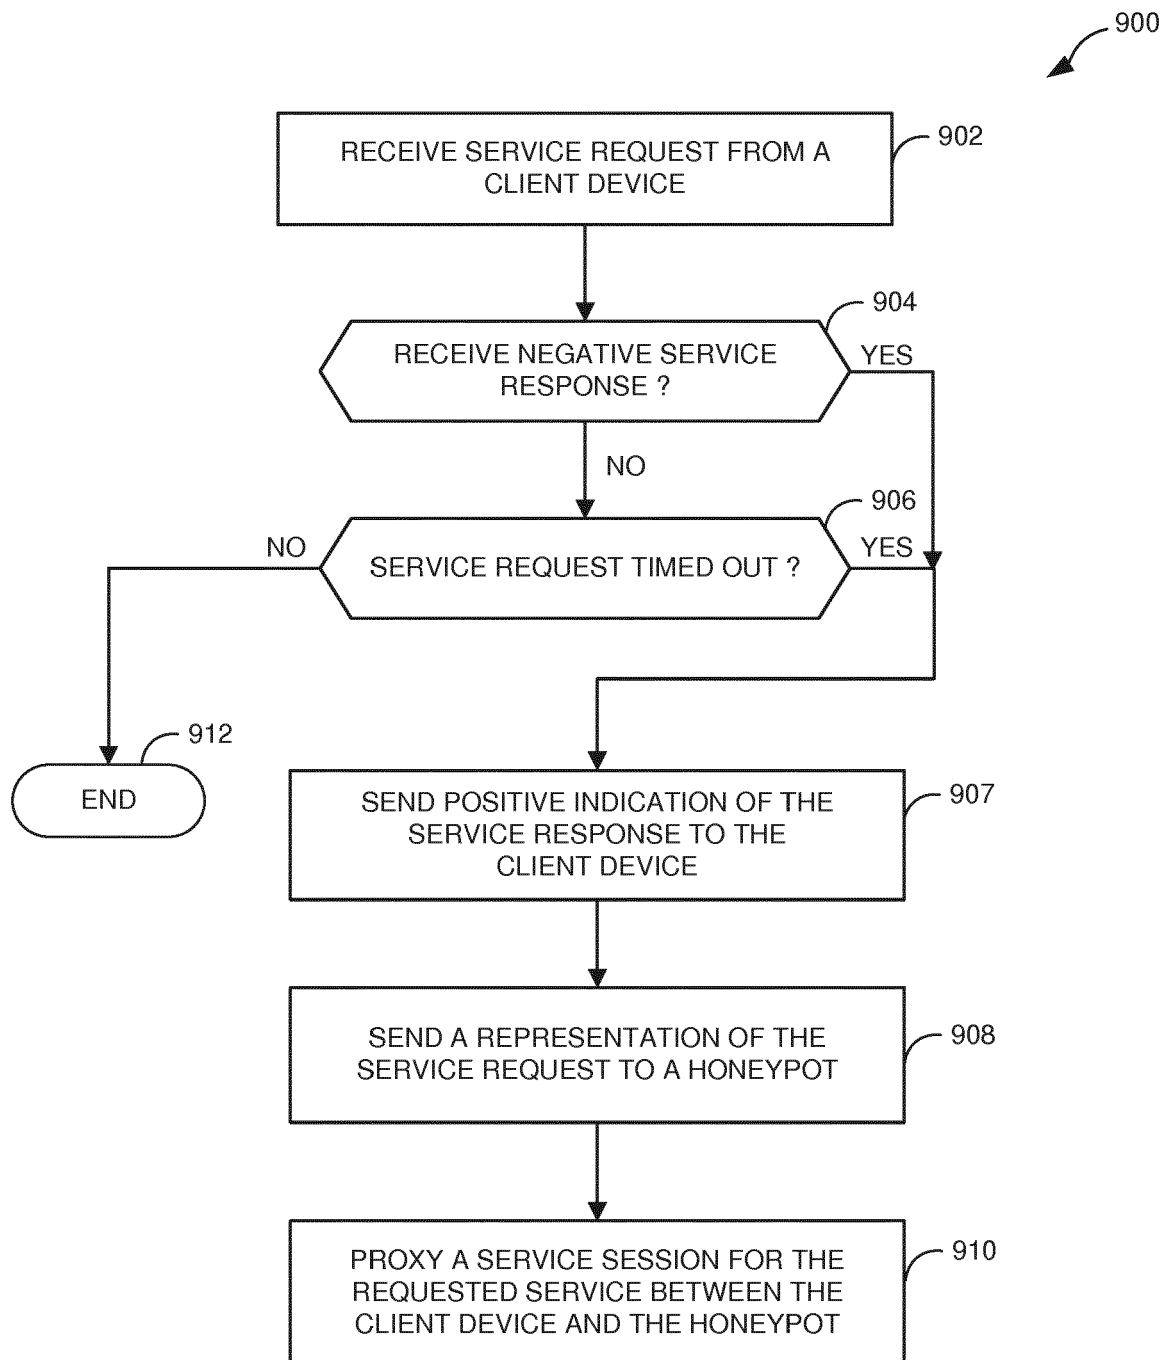 900
RECEIVE SERVICE REQUEST FROM A
CLIENT DEVICE
902
904
RECEIVE NEGATIVE SERVICE
RESPONSE ?
YES
NO
906
NO
SERVICE REQUEST TIMED OUT ?
YES
912
END
SEND POSITIVE INDICATION OF THE
SERVICE RESPONSE TO THE
CLIENT DEVICE
907
SEND A REPRESENTATION OF THE
SERVICE REQUEST TO A HONEYPOT
908
PROXY A SERVICE SESSION FOR THE
REQUESTED SERVICE BETWEEN THE
CLIENT DEVICE AND THE HONEYPOT
910